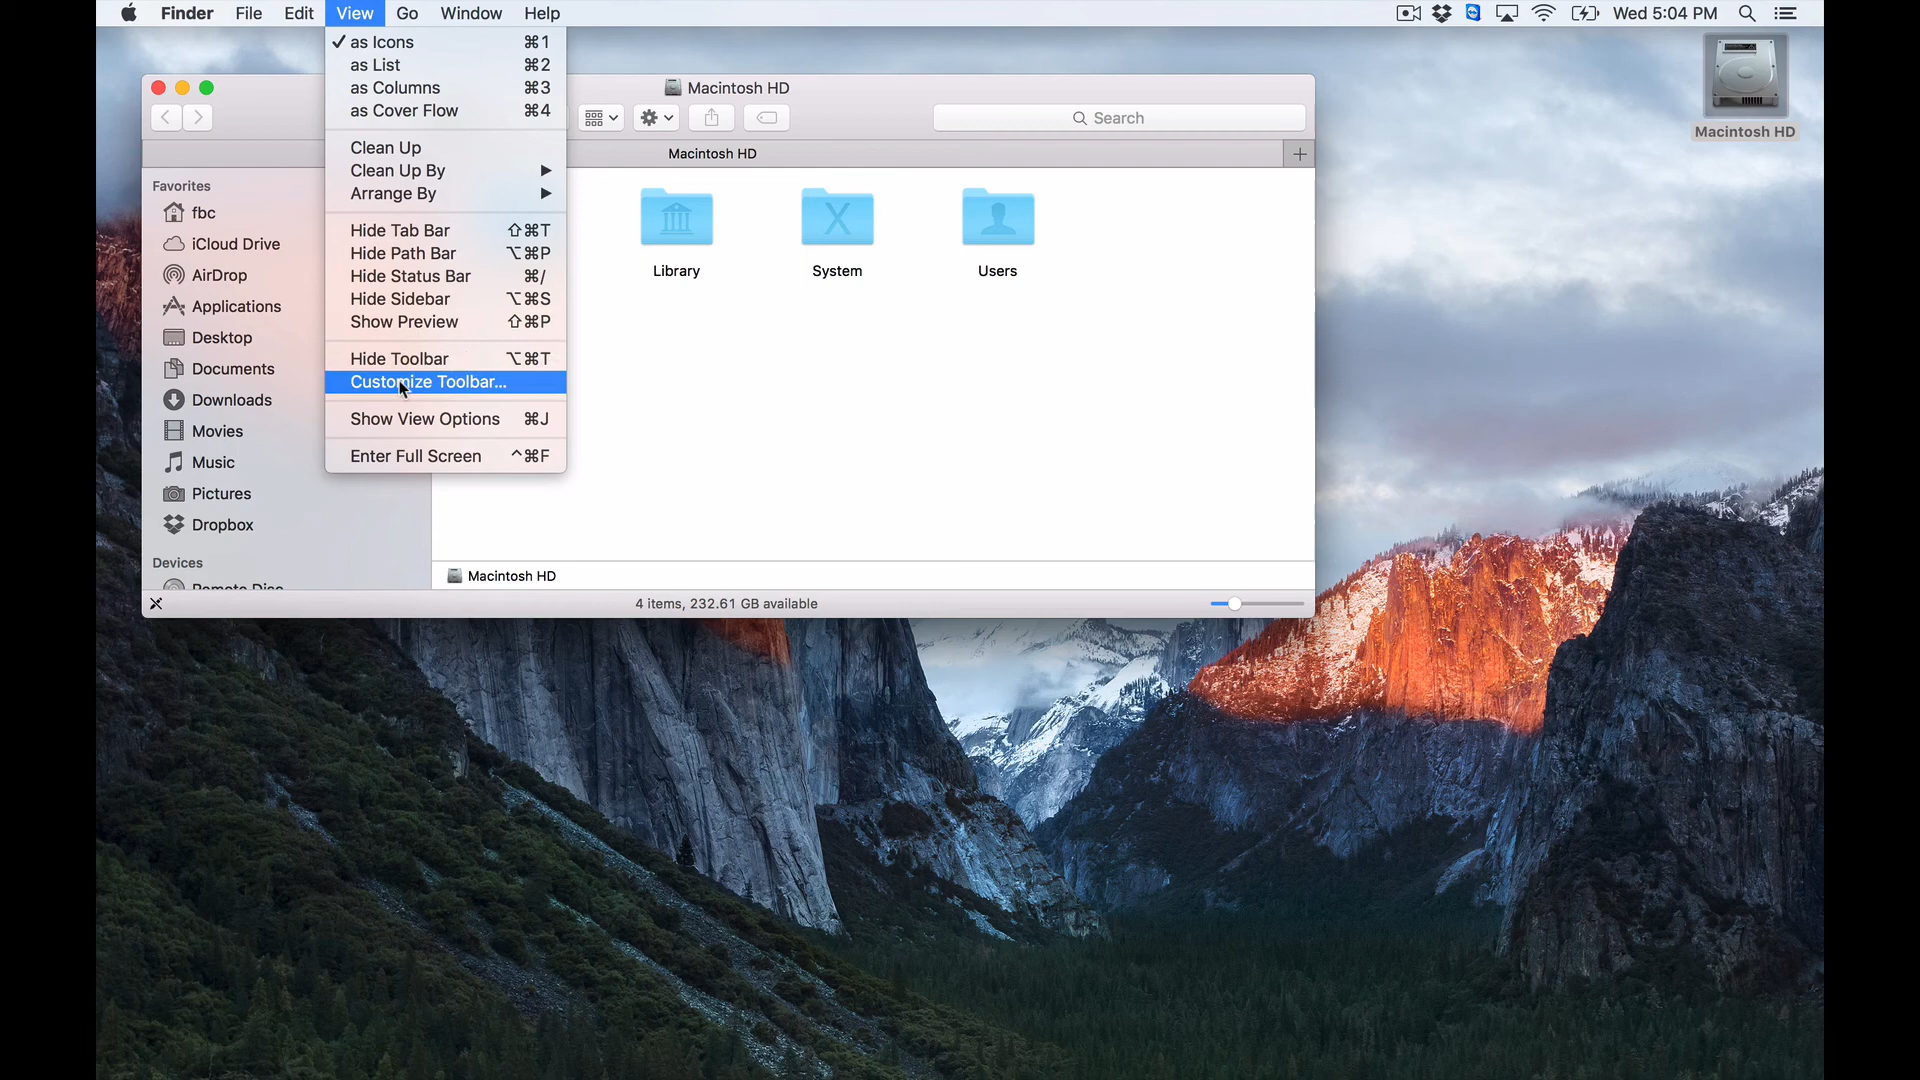 Finder File Edit View Go Window Help Wed 5:04 PM
✓ as Icons ⌘1
as List ⌘2
as Columns ⌘3
as Cover Flow ⌘4
Clean Up
Clean Up By ▶
Arrange By ▶
Hide Tab Bar ⇧⌘T
Hide Path Bar ⌥⌘P
Hide Status Bar ⌘/
Hide Sidebar ⌥⌘S
Show Preview ⇧⌘P
Hide Toolbar ⌥⌘T
Customize Toolbar...
Show View Options ⌘J
Enter Full Screen ^⌘F
Macintosh HD
Search
Macintosh HD
Favorites
fbc
iCloud Drive
AirDrop
Applications
Desktop
Documents
Downloads
Movies
Music
Pictures
Dropbox
Devices
Remote Disc
Library System Users
Macintosh HD
4 items, 232.61 GB available
Macintosh HD